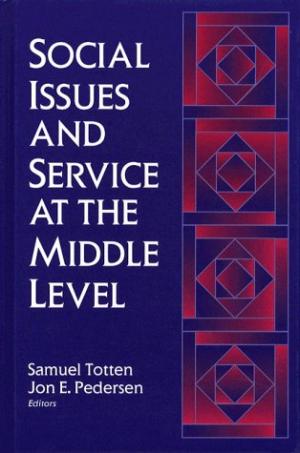 SOCIAL
ISSUES
AND
SERVICE
AT THE
MIDDLE
LEVEL
Samuel Totten
Jon E. Pedersen
Editors